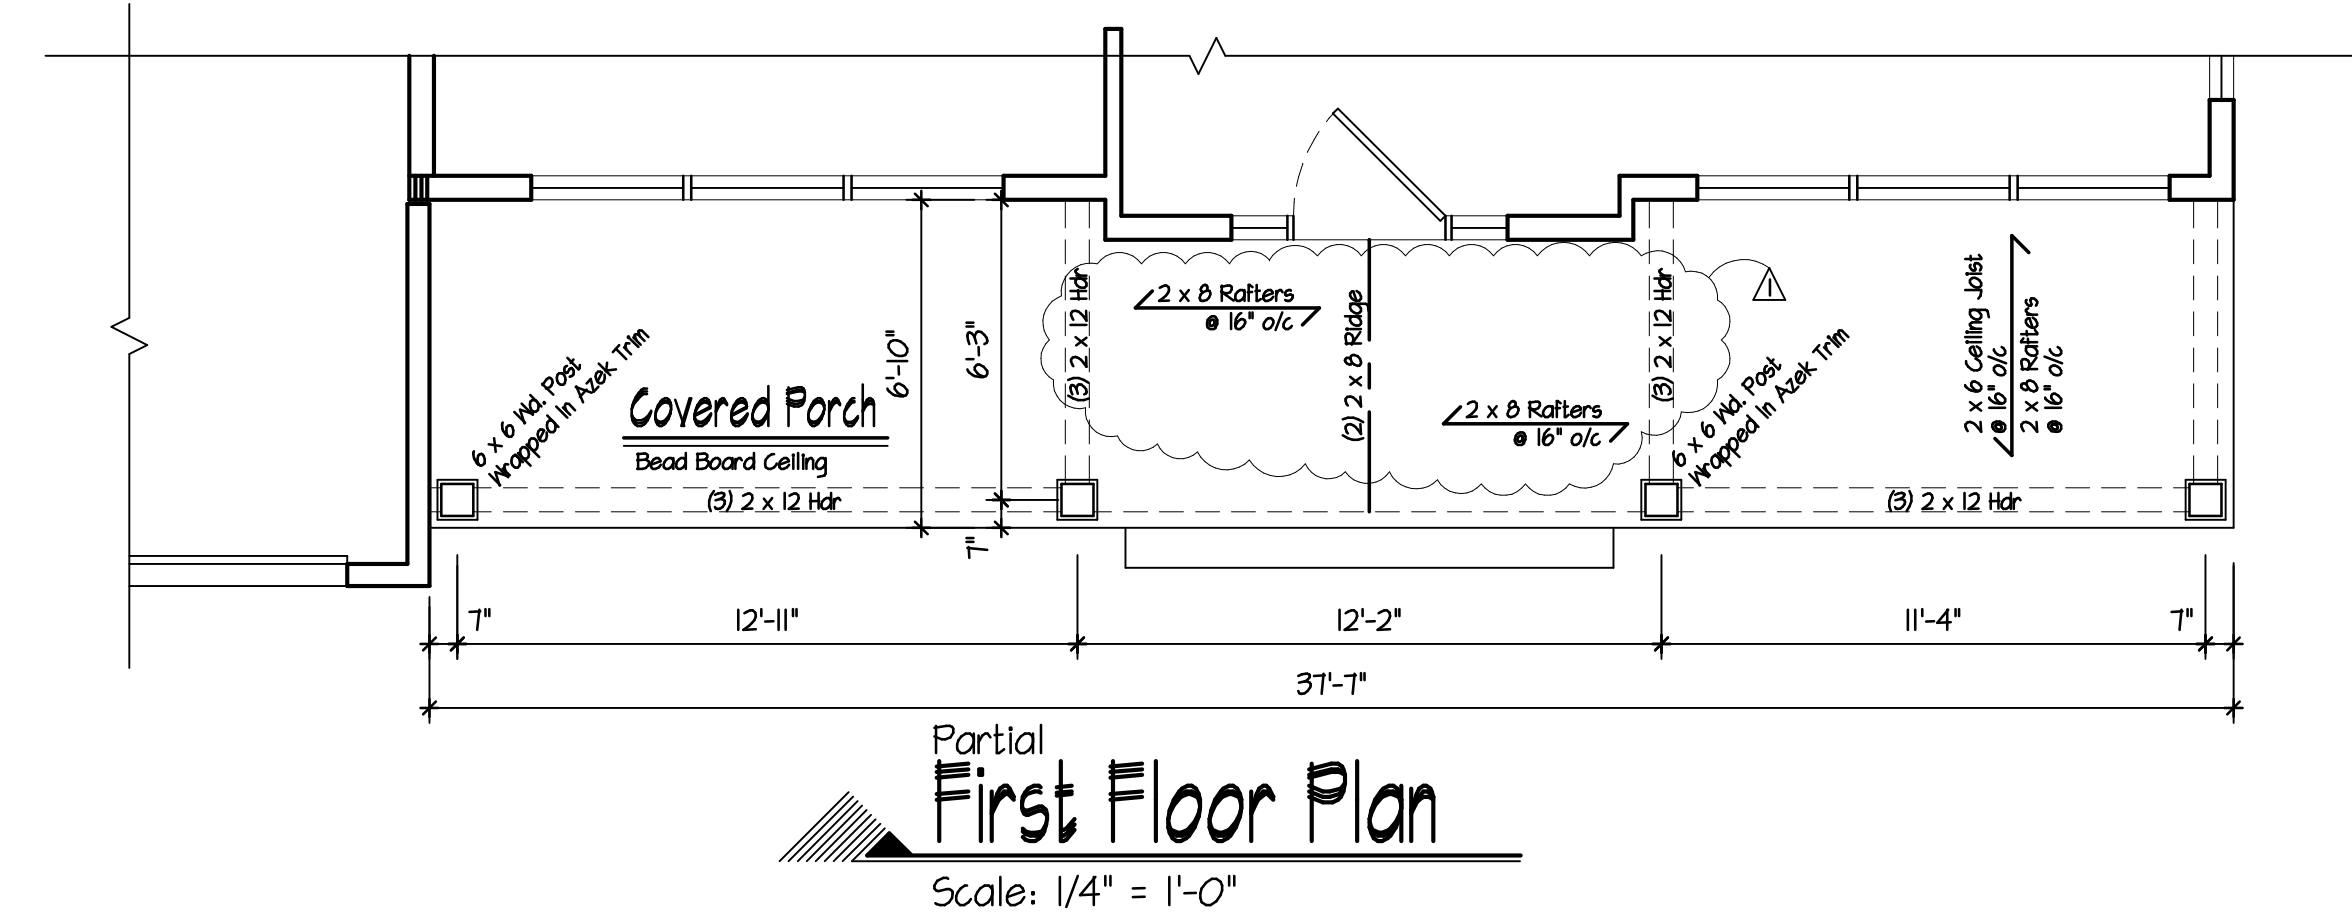 6 x 6 Wd. Post
Wrapped In Azek Trim
Covered Porch
Bead Board Ceiling
(3) 2 x 12 Hdr
6'-10"
6'-3"
7"
(3) 2 x 12 Hdr
2 x 8 Rafters
@ 16" o/c
(2) 2 x 8 Ridge
2 x 8 Rafters
@ 16" o/c
(3) 2 x 12 Hdr
1
6 x 6 Wd. Post
Wrapped In Azek Trim
2 x 6 Ceiling Joist
@ 16" o/c
2 x 8 Rafters
@ 16" o/c
(3) 2 x 12 Hdr
7"
12'-11"
12'-2"
11'-4"
7"
37'-7"
Partial
First Floor Plan
Scale: 1/4" = 1'-0"